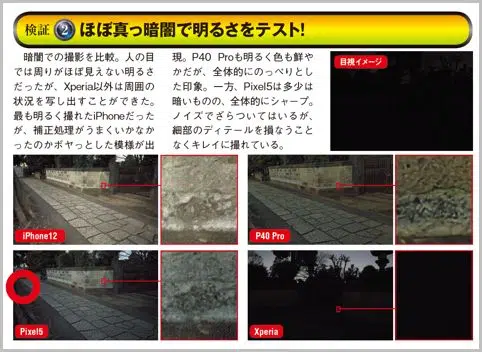 検証 2 ほぼ真っ暗闇で明るさをテスト!
暗闇での撮影を比較。人の目
では周りがほぼ見えない明るさ
だったが、Xperia以外は周囲の
状況を写し出すことができた。
最も明るく撮れたiPhoneだった
が、補正処理がうまくいかなかな
ったのかボヤっとした模様が出
現。P40 Proも明るく色も鮮や
かだが、全体的にのっぺりとし
た印象。一方、Pixel5は多少は
暗いものの、全体的にシャープ。
ノイズでざらついてはいるが、
細部のディテールを損なうこと
なくキレイに撮れている。
目視イメージ
iPhone12
P40 Pro
Pixel5
Xperia